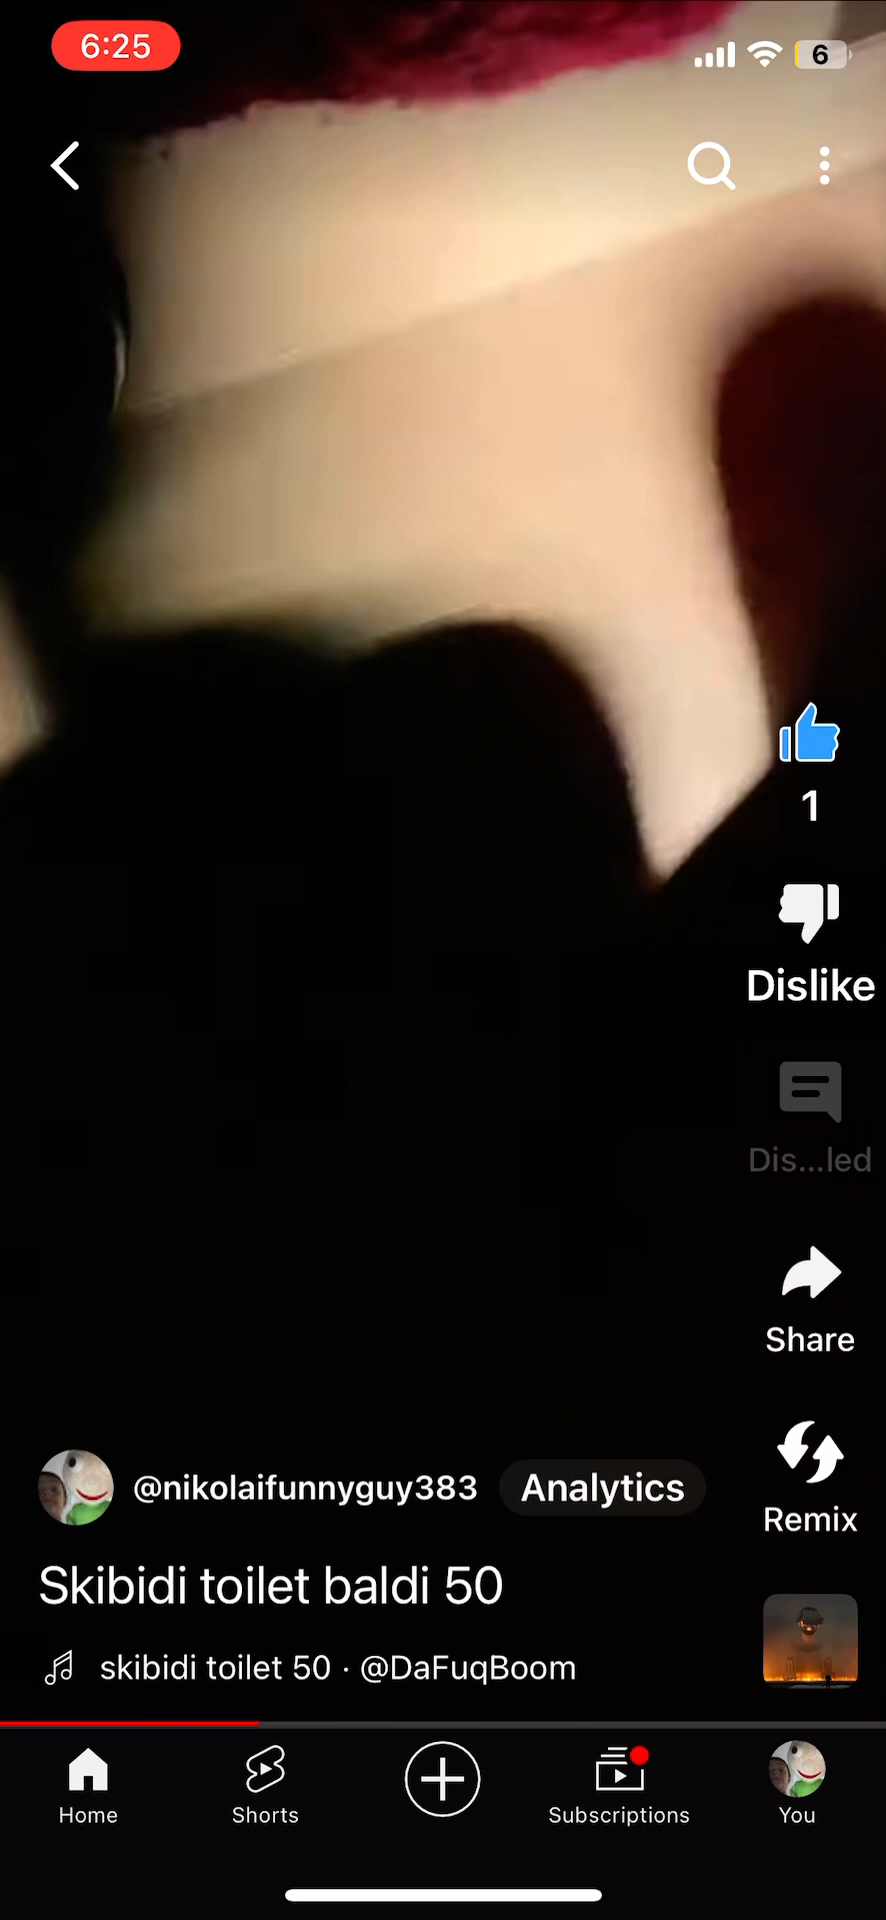 6:25
6
1
Dislike
Dis...led
Share
Remix
@nikolaifunnyguy383 Analytics
Skibidi toilet baldi 50
skibidi toilet 50 · @DaFuqBoom
Home Shorts Subscriptions You